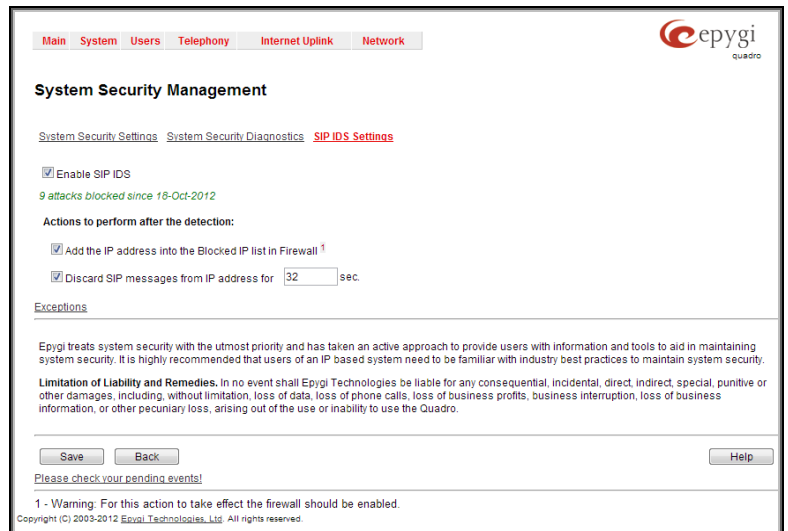 Main System Users Telephony Internet Uplink Network
epygi
quadro
System Security Management
System Security Settings System Security Diagnostics SIP IDS Settings
Enable SIP IDS
9 attacks blocked since 16-Oct-2012
Actions to perform after the detection:
Add the IP address into the Blocked IP list in Firewall 1
Discard SIP messages from IP address for 32 sec.
Exceptions
Epygi treats system security with the utmost priority and has taken an active approach to provide users with information and tools to aid in maintaining
system security. It is highly recommended that users of an IP based system need to be familiar with industry best practices to maintain system security.
Limitation of Liability and Remedies. In no event shall Epygi Technologies be liable for any consequential, incidental, direct, indirect, special, punitive or
other damages, including, without limitation, loss of data, loss of phone calls, loss of business profits, business interruption, loss of business
information, or other pecuniary loss, arising out of the use or inability to use the Quadro.
Save Back Help
Please check your pending events!
1 - Warning: For this action to take effect the firewall should be enabled.
Copyright (C) 2003-2012 Epygi Technologies, Ltd. All rights reserved.